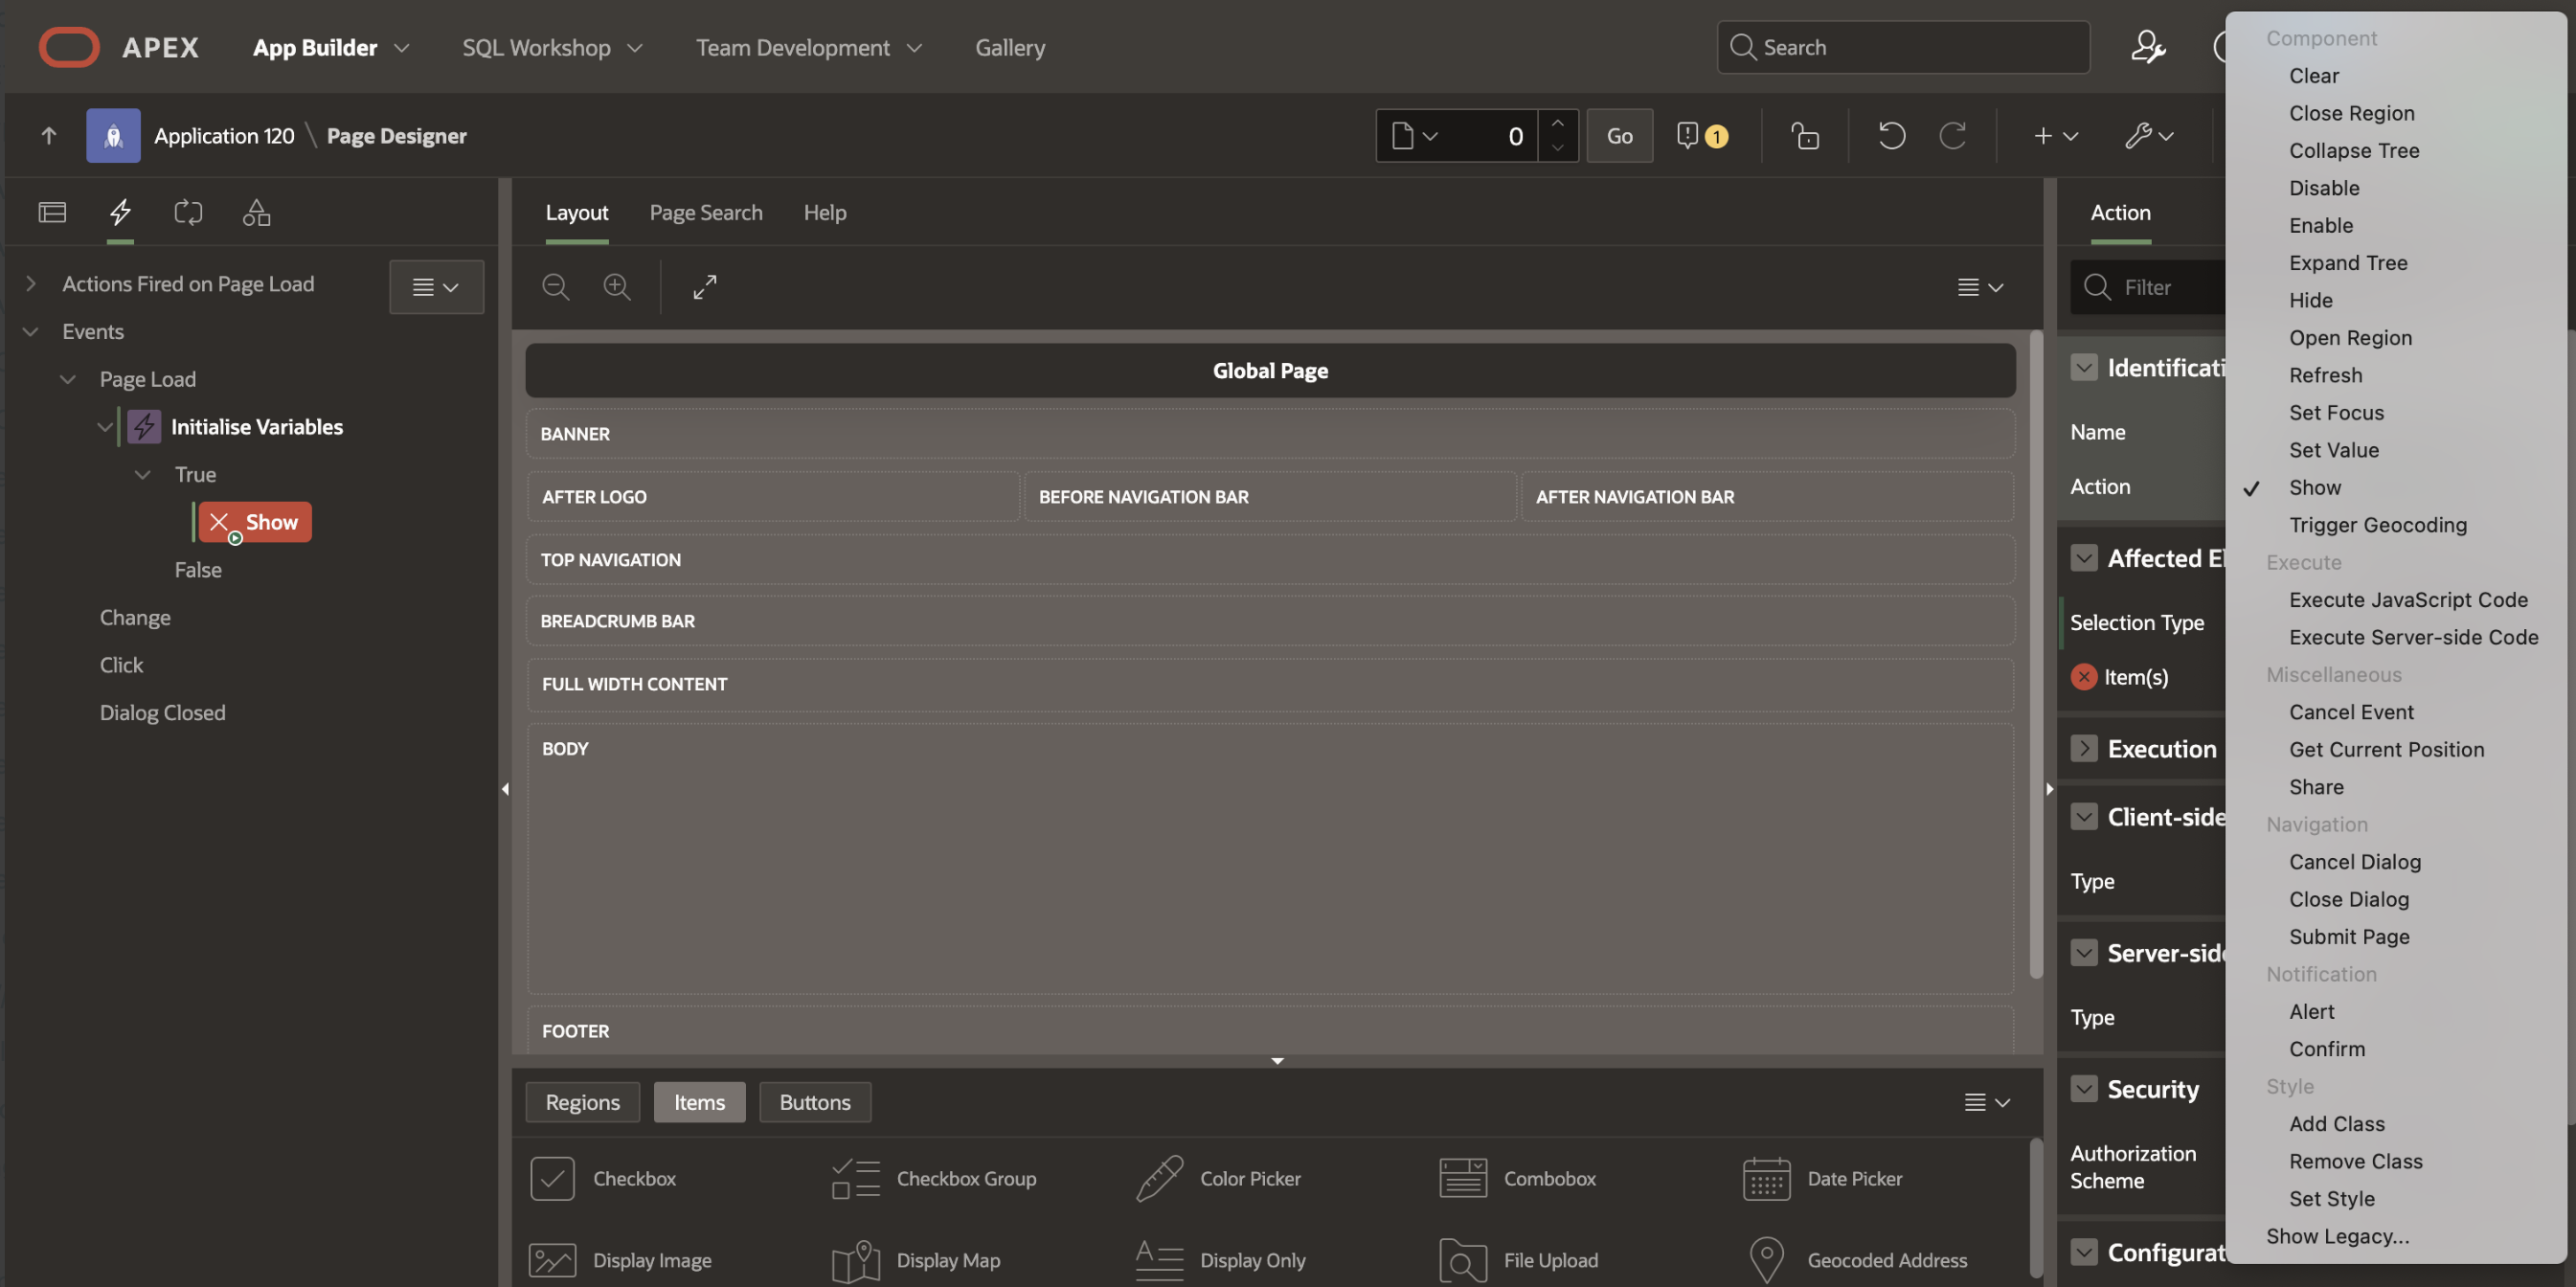 APEX
App Builder
SQL Workshop
Team Development
Gallery
Search
Application 120 \ Page Designer
0
Go
1
Actions Fired on Page Load
Events
Page Load
Initialise Variables
True
Show
False
Change
Click
Dialog Closed
Layout
Page Search
Help
Global Page
BANNER
AFTER LOGO
BEFORE NAVIGATION BAR
AFTER NAVIGATION BAR
TOP NAVIGATION
BREADCRUMB BAR
FULL WIDTH CONTENT
BODY
FOOTER
Regions
Items
Buttons
Checkbox
Checkbox Group
Color Picker
Combobox
Date Picker
Display Image
Display Map
Display Only
File Upload
Geocoded Address
Action
Filter
Identificati
Name
Action
Affected El
Selection Type
Item(s)
Execution
Client-side
Type
Server-side
Type
Security
Authorization
Scheme
Configurat
Component
Clear
Close Region
Collapse Tree
Disable
Enable
Expand Tree
Hide
Open Region
Refresh
Set Focus
Set Value
Show
Trigger Geocoding
Execute
Execute JavaScript Code
Execute Server-side Code
Miscellaneous
Cancel Event
Get Current Position
Share
Navigation
Cancel Dialog
Close Dialog
Submit Page
Notification
Alert
Confirm
Style
Add Class
Remove Class
Set Style
Show Legacy...